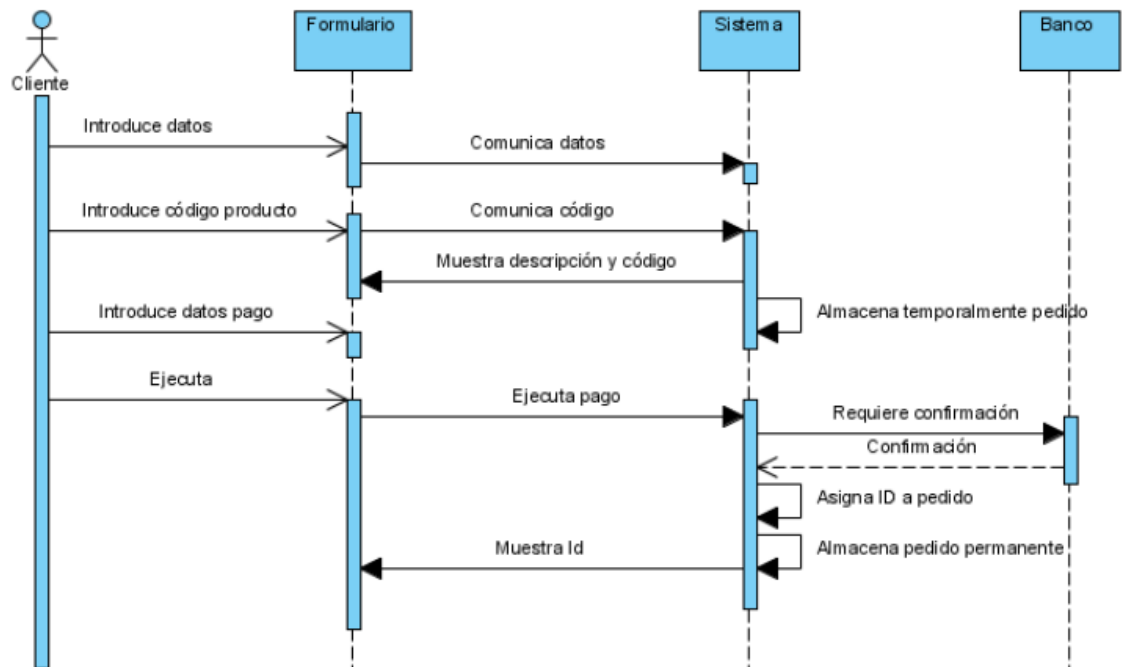 Formulario
Sistema
Banco
Cliente
Introduce datos
Comunica datos
Introduce código producto
Comunica código
Muestra descripción y código
Introduce datos pago
Almacena temporalmente pedido
Ejecuta
Ejecuta pago
Requiere confirmación
Confirmación
Asigna ID a pedido
Muestra Id
Almacena pedido permanente